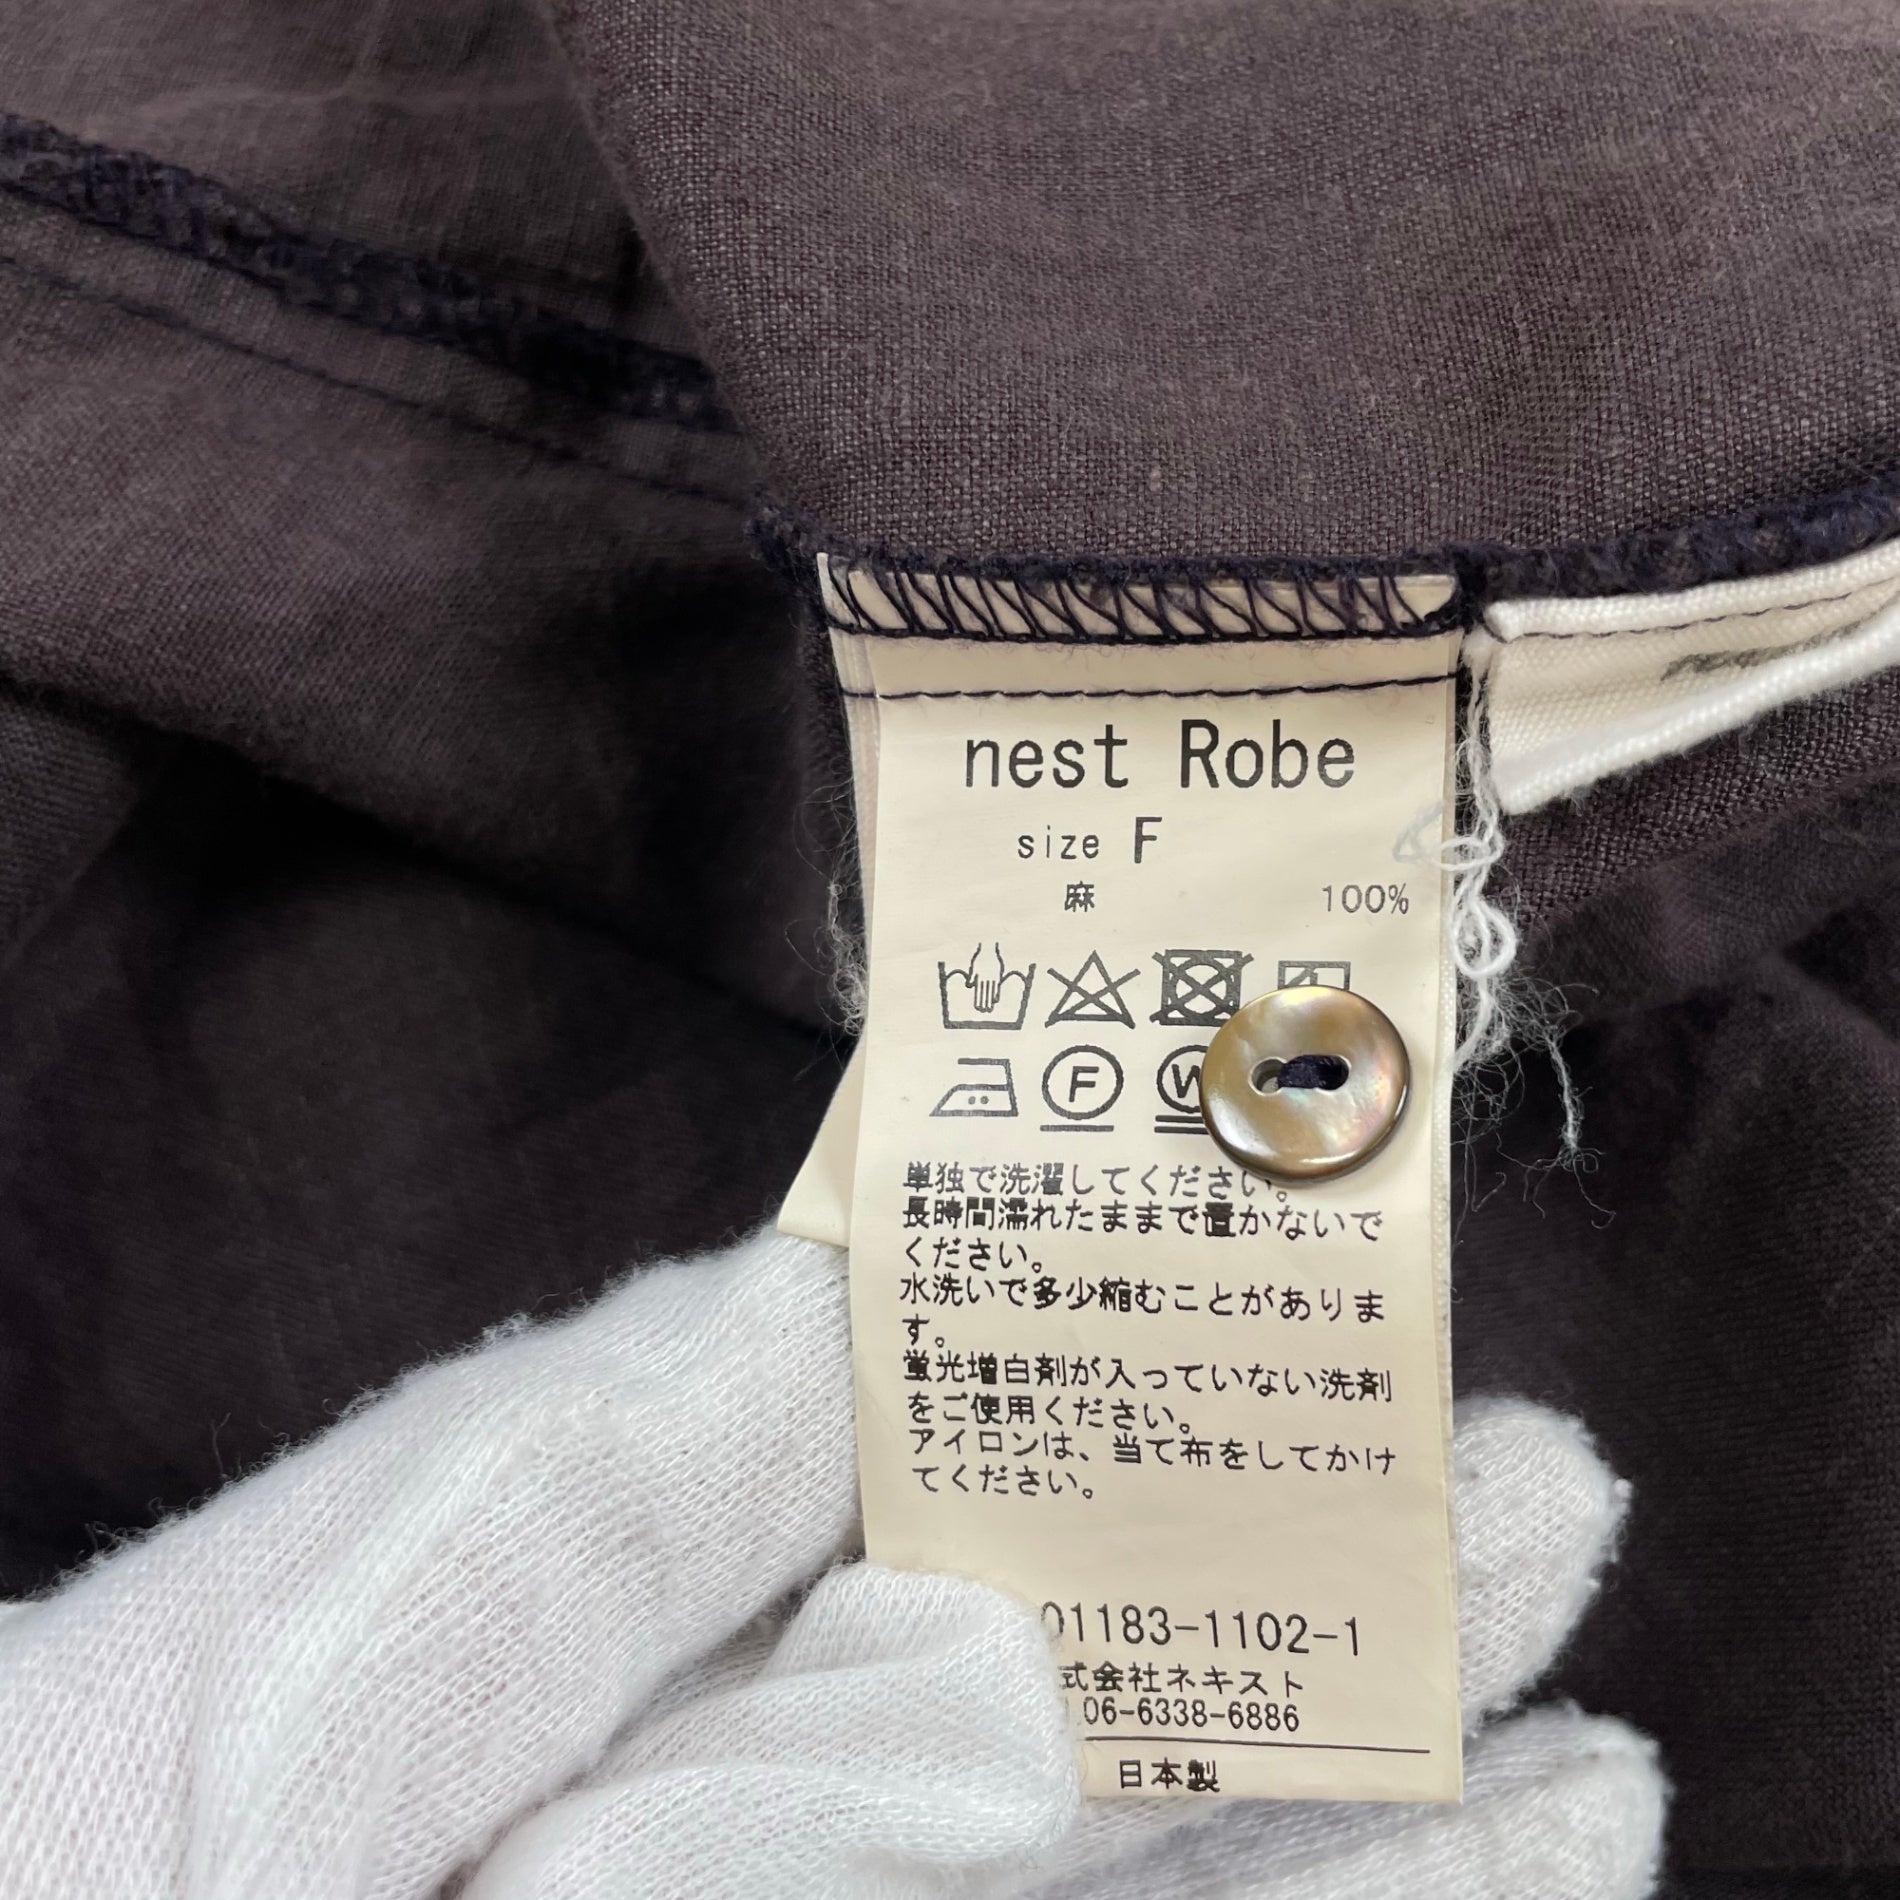 nest Robe
size F
麻 100%
F
W
単独で洗濯してください。
長時間濡れたままで置かないで
ください。
水洗いで多少縮むことがありま
す。
蛍光増白剤が入っていない洗剤
をご使用ください。
アイロンは、当て布をしてかけ
てください。
01183-1102-1
式会社ネキスト
06-6338-6886
日本製